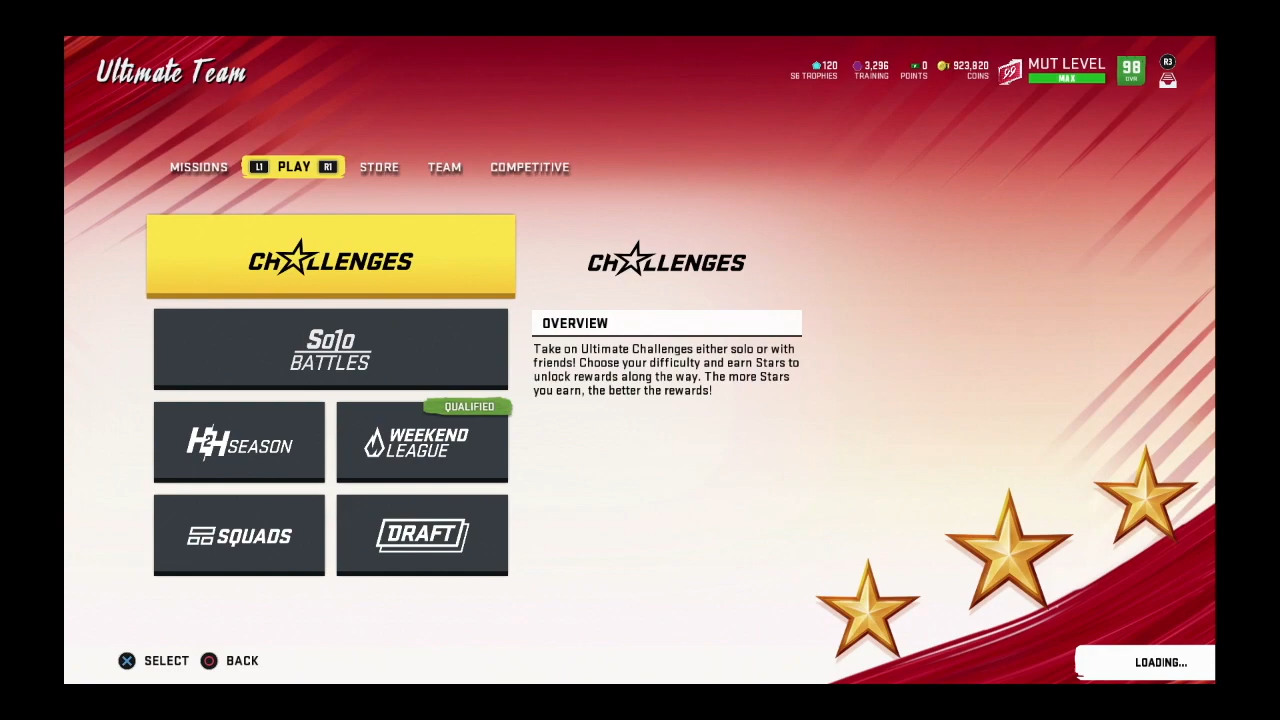 Ultimate Team
120
S6 TROPHIES
3,296
TRAINING
0
POINTS
923,820
COINS
99
MUT LEVEL
MAX
98
OVR
R3
MISSIONS
L1 PLAY R1
STORE
TEAM
COMPETITIVE
CHALLENGES
Solo
BATTLES
H2H SEASON
QUALIFIED
WEEKEND
LEAGUE
SQUADS
DRAFT
CHALLENGES
OVERVIEW
Take on Ultimate Challenges either solo or with
friends! Choose your difficulty and earn Stars to
unlock rewards along the way. The more Stars
you earn, the better the rewards!
SELECT
BACK
LOADING...